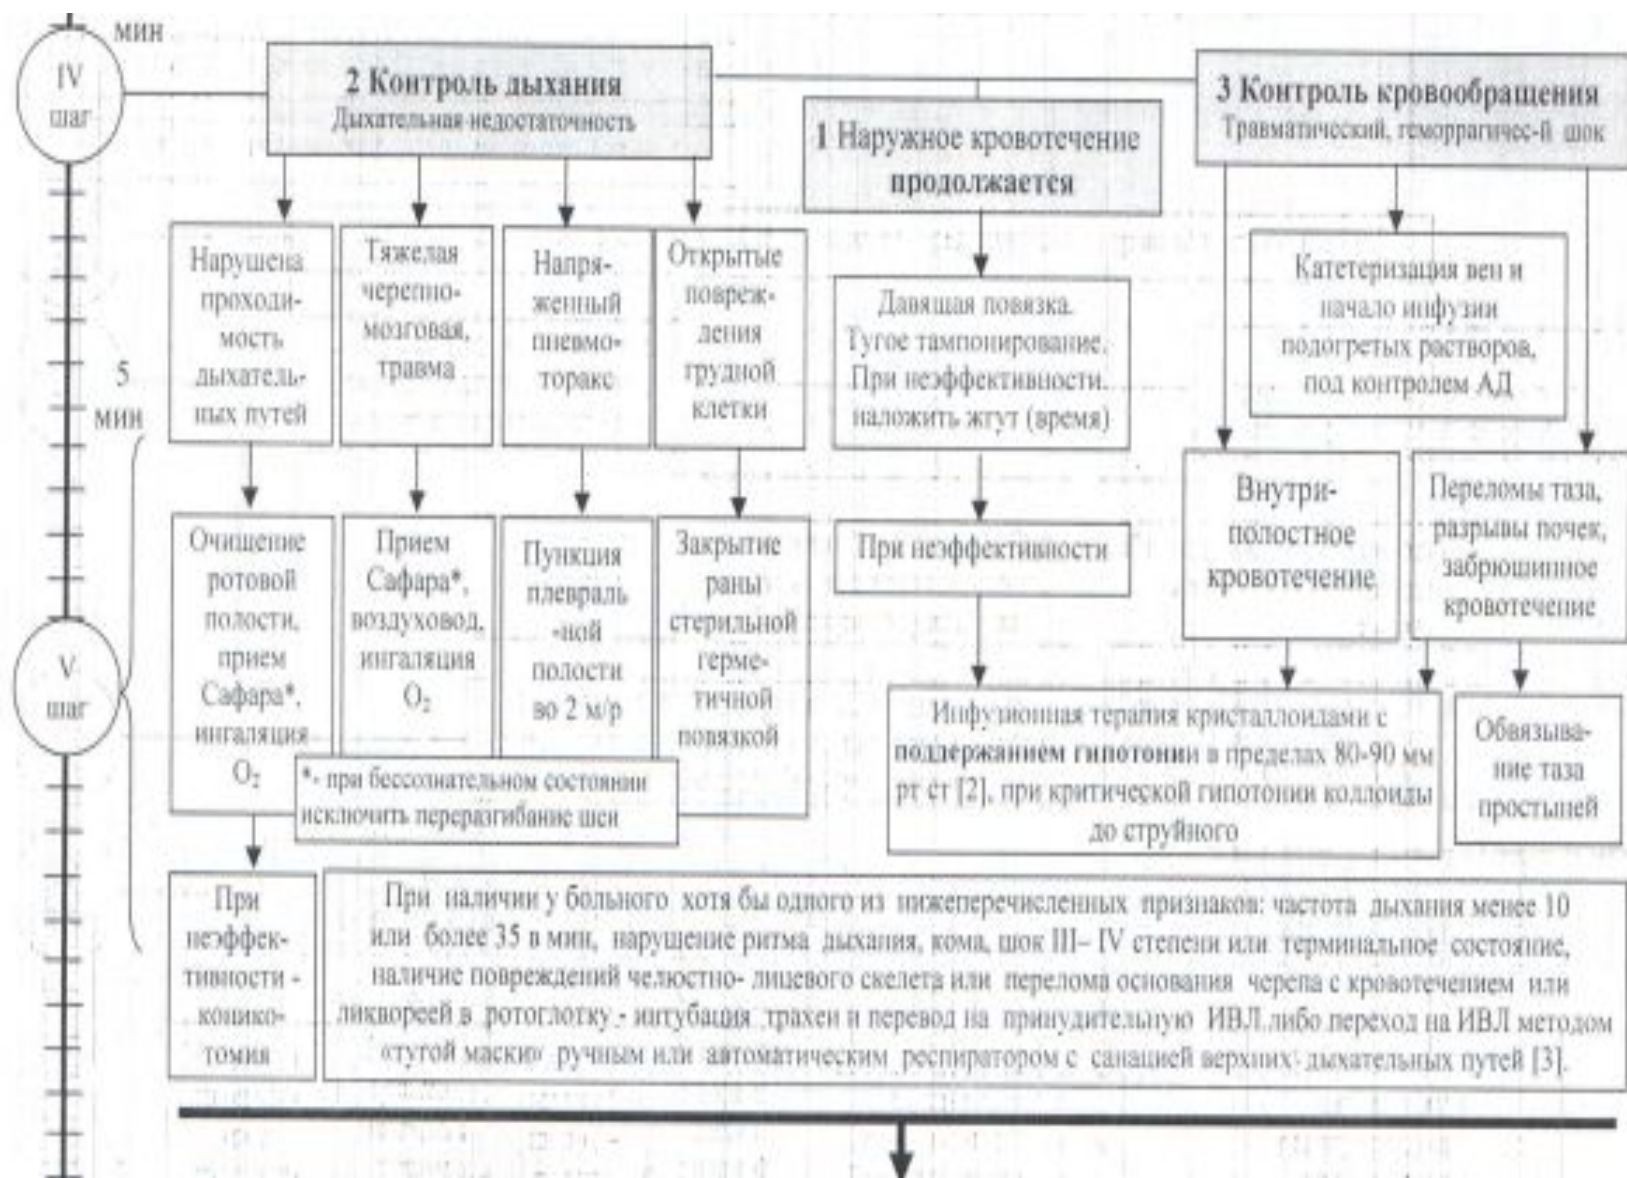 мин
IV
шаг
2 Контроль дыхания
Дыхательная недостаточность
1 Наружное кровотечение
продолжается
3 Контроль кровообращения
Травматический, геморрагичес-й шок
Нарушена
проходи-
мость
дыхатель-
ных путей
Тяжелая
черепно-
мозговая,
травма
Напря-
женный
пневмо-
торакс
Открытые
повреж-
дения
грудной
клетки
Давящая повязка.
Тугое тампонирование.
При неэффективности.
наложить жгут (время)
Катетеризация вен и
начало инфузии
подогретых растворов,
под контролем АД
5
мин
Очищение
ротовой
полости,
прием
Сафара*,
ингаляция
O₂
Прием
Сафара*,
воздуховод,
ингаляция
O₂
Пункция
плевраль
-ной
полости
во 2 м/р
Закрытие
раны
стерильной
герме-
тичной
повязкой
При неэффективности
Внутри-
полостное
кровотечение
Переломы таза,
разрывы почек,
забрюшинное
кровотечение
V
шаг
*- при бессознательном состоянии
исключить переразгибание шеи
Инфузионная терапия кристаллоидами с
поддержанием гипотонии в пределах 80-90 мм
рт ст [2], при критической гипотонии коллоиды
до струйного
Обвязыва-
ние таза
простыней
При
неэффек-
тивности -
конико-
томия
При наличии у больного хотя бы одного из нижеперечисленных признаков: частота дыхания менее 10
или более 35 в мин, нарушение ритма дыхания, кома, шок III– IV степени или терминальное состояние,
наличие повреждений челюстно- лицевого скелета или перелома основания черепа с кровотечением или
ликвореей в ротоглотку - интубация трахеи и перевод на принудительную ИВЛ либо переход на ИВЛ методом
«тугой маски» ручным или автоматическим респиратором с санацией верхних дыхательных путей [3].